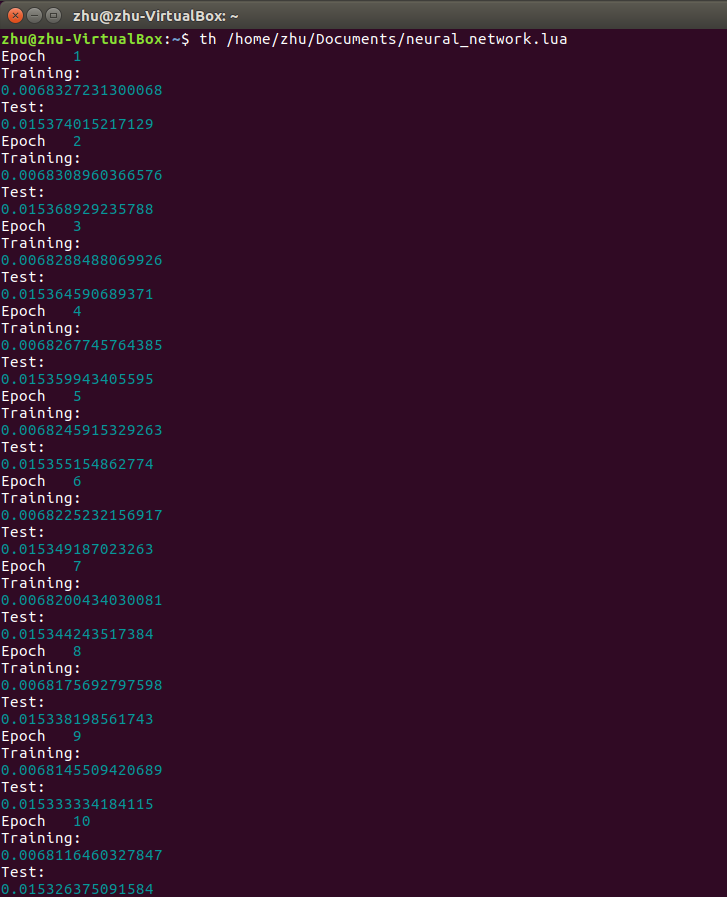 zhu@zhu-VirtualBox: ~
zhu@zhu-VirtualBox:~$ th /home/zhu/Documents/neural_network.lua
Epoch	1
Training:
0.0068327231300068
Test:
0.015374015217129
Epoch	2
Training:
0.0068308960366576
Test:
0.015368929235788
Epoch	3
Training:
0.0068288488069926
Test:
0.015364590689371
Epoch	4
Training:
0.0068267745764385
Test:
0.015359943405595
Epoch	5
Training:
0.0068245915329263
Test:
0.015355154862774
Epoch	6
Training:
0.0068225232156917
Test:
0.015349187023263
Epoch	7
Training:
0.0068200434030081
Test:
0.015344243517384
Epoch	8
Training:
0.0068175692797598
Test:
0.015338198561743
Epoch	9
Training:
0.0068145509420689
Test:
0.015333334184115
Epoch	10
Training:
0.0068116460327847
Test:
0.015326375091584